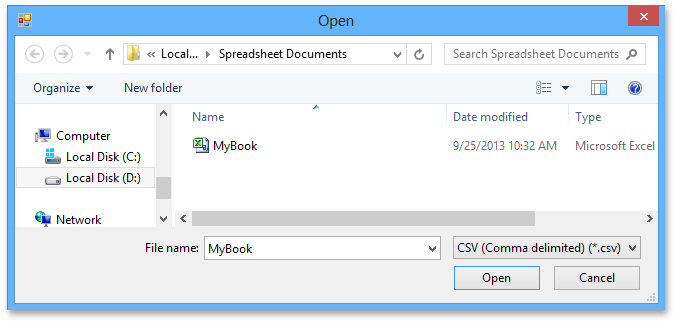 Open
« Local... Spreadsheet Documents Search Spreadsheet Documents
Organize New folder
Name Date modified Type
MyBook 9/25/2013 10:32 AM Microsoft Excel
Computer
Local Disk (C:)
Local Disk (D:)
Network
File name: MyBook CSV (Comma delimited) (*.csv)
Open Cancel